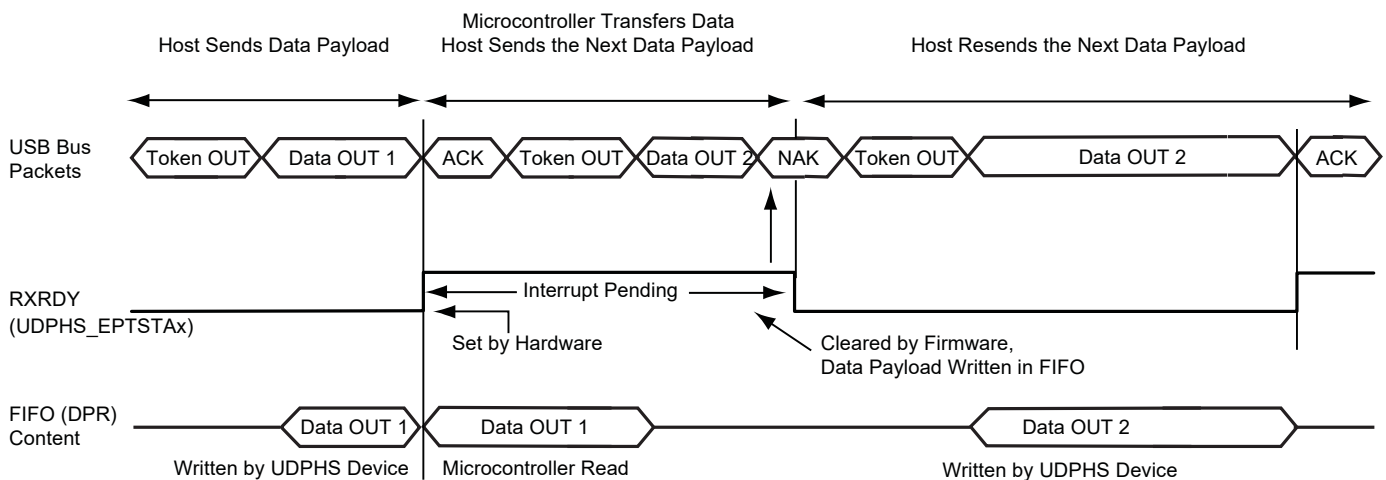 Microcontroller Transfers Data
Host Sends Data Payload
Host Sends the Next Data Payload
Host Resends the Next Data Payload
USB Bus
Packets
Token OUT
Data OUT 1
ACK
Token OUT
Data OUT 2
NAK
Token OUT
Data OUT 2
ACK
RXRDY
(UDPHS_EPTSTAx)
Interrupt Pending
Set by Hardware
Cleared by Firmware,
Data Payload Written in FIFO
FIFO (DPR)
Content
Data OUT 1
Data OUT 1
Data OUT 2
Written by UDPHS Device
Microcontroller Read
Written by UDPHS Device